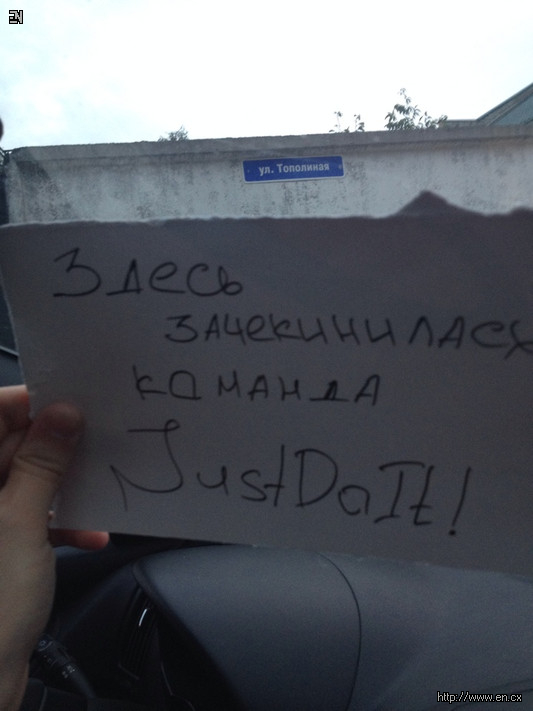 EN
ул. Тополиная
Здесь
зачекинилась
команда
JustDoIt!
http://www.en.cx